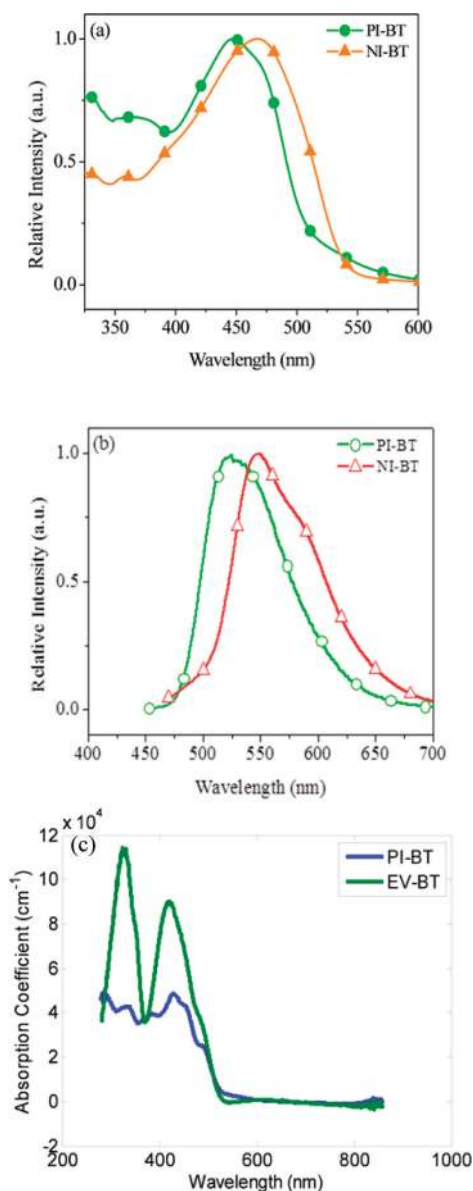 (a)
PI-BT
NI-BT
Relative Intensity (a.u.)
1.0
0.5
0.0
350 400 450 500 550 600
Wavelength (nm)
(b)
PI-BT
NI-BT
Relative Intensity (a.u.)
1.0
0.5
0.0
400 450 500 550 600 650 700
Wavelength (nm)
x 10⁴
(c)
PI-BT
EV-BT
Absorption Coefficient (cm⁻¹)
12
10
8
6
4
2
0
-2
200 400 600 800 1000
Wavelength (nm)